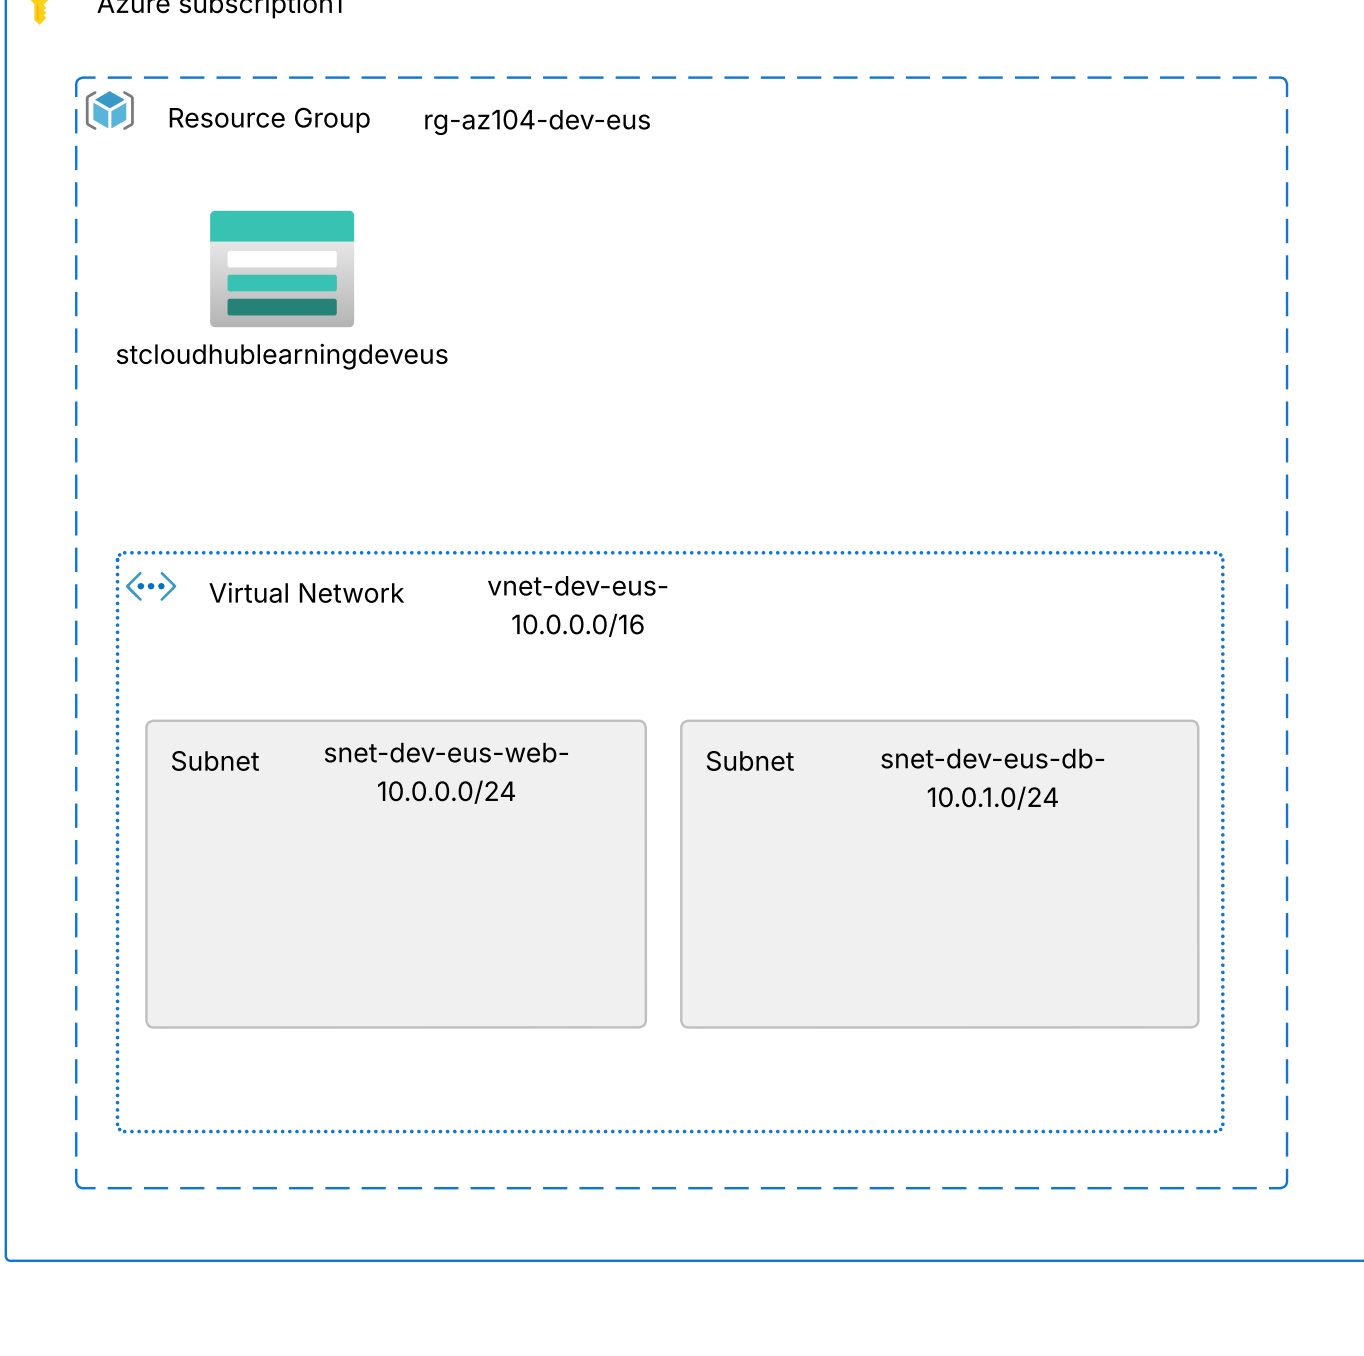 Azure subscription1
Resource Group
rg-az104-dev-eus
stcloudhublearningdeveus
Virtual Network
vnet-dev-eus-
10.0.0.0/16
Subnet
snet-dev-eus-web-
10.0.0.0/24
Subnet
snet-dev-eus-db-
10.0.1.0/24